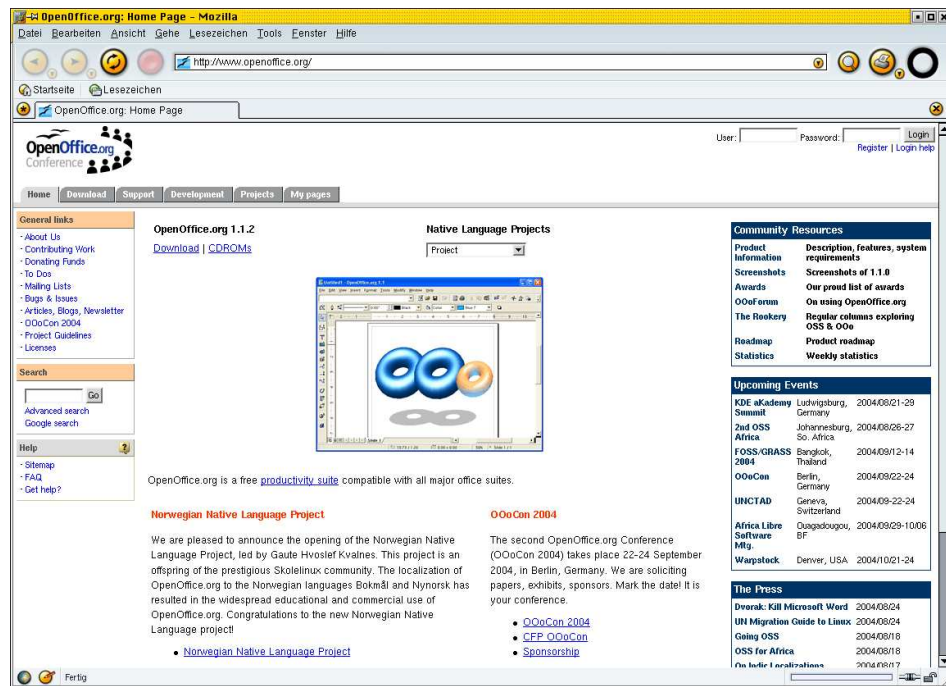 OpenOffice.org: Home Page - Mozilla
Datei Bearbeiten Ansicht Gehe Lesezeichen Tools Fenster Hilfe
http://www.openoffice.org/
Startseite Lesezeichen
OpenOffice.org: Home Page
OpenOffice.org
Conference
User: Password: Login
Register | Login help
Home Download Support Development Projects My pages
General links
· About Us
· Contributing Work
· Donating Funds
· To Dos
· Mailing Lists
· Bugs & Issues
· Articles, Blogs, Newsletter
· OOoCon 2004
· Project Guidelines
· Licenses
Search
Go
Advanced search
Google search
Help
· Sitemap
· FAQ
· Get help?
OpenOffice.org 1.1.2
Download | CDROMs
Native Language Projects
Project
OpenOffice.org is a free productivity suite compatible with all major office suites.
Norwegian Native Language Project
We are pleased to announce the opening of the Norwegian Native
Language Project, led by Gaute Hvoslef Kvalnes. This project is an
offspring of the prestigious Skolelinux community. The localization of
OpenOffice.org to the Norwegian languages Bokmål and Nynorsk has
resulted in the widespread educational and commercial use of
OpenOffice.org. Congratulations to the new Norwegian Native
Language project!
• Norwegian Native Language Project
OOoCon 2004
The second OpenOffice.org Conference
(OOoCon 2004) takes place 22-24 September
2004, in Berlin, Germany. We are soliciting
papers, exhibits, sponsors. Mark the date! It is
your conference.
• OOoCon 2004
• CFP OOoCon
• Sponsorship
Community Resources
Product Description, features, system
Information requirements
Screenshots Screenshots of 1.1.0
Awards Our proud list of awards
OOoForum On using OpenOffice.org
The Rookery Regular columns exploring
OSS & OOo
Roadmap Product roadmap
Statistics Weekly statistics
Upcoming Events
KDE aKademy Ludwigsburg, 2004/08/21-29
Summit Germany
2nd OSS Johannesburg, 2004/08/26-27
Africa So. Africa
FOSS/GRASS Bangkok, 2004/09/12-14
2004 Thailand
OOoCon Berlin, 2004/09/22-24
Germany
UNCTAD Geneva, 2004/09-22-24
Switzerland
Africa Libre Ouagadougou, 2004/09/29-10/06
Software BF
Mtg.
Warpstock Denver, USA 2004/10/21-24
The Press
Dvorak: Kill Microsoft Word 2004/08/24
UN Migration Guide to Linux 2004/08/24
Going OSS 2004/08/18
OSS for Africa 2004/08/18
On Indic Localizations 2004/08/17
Fertig